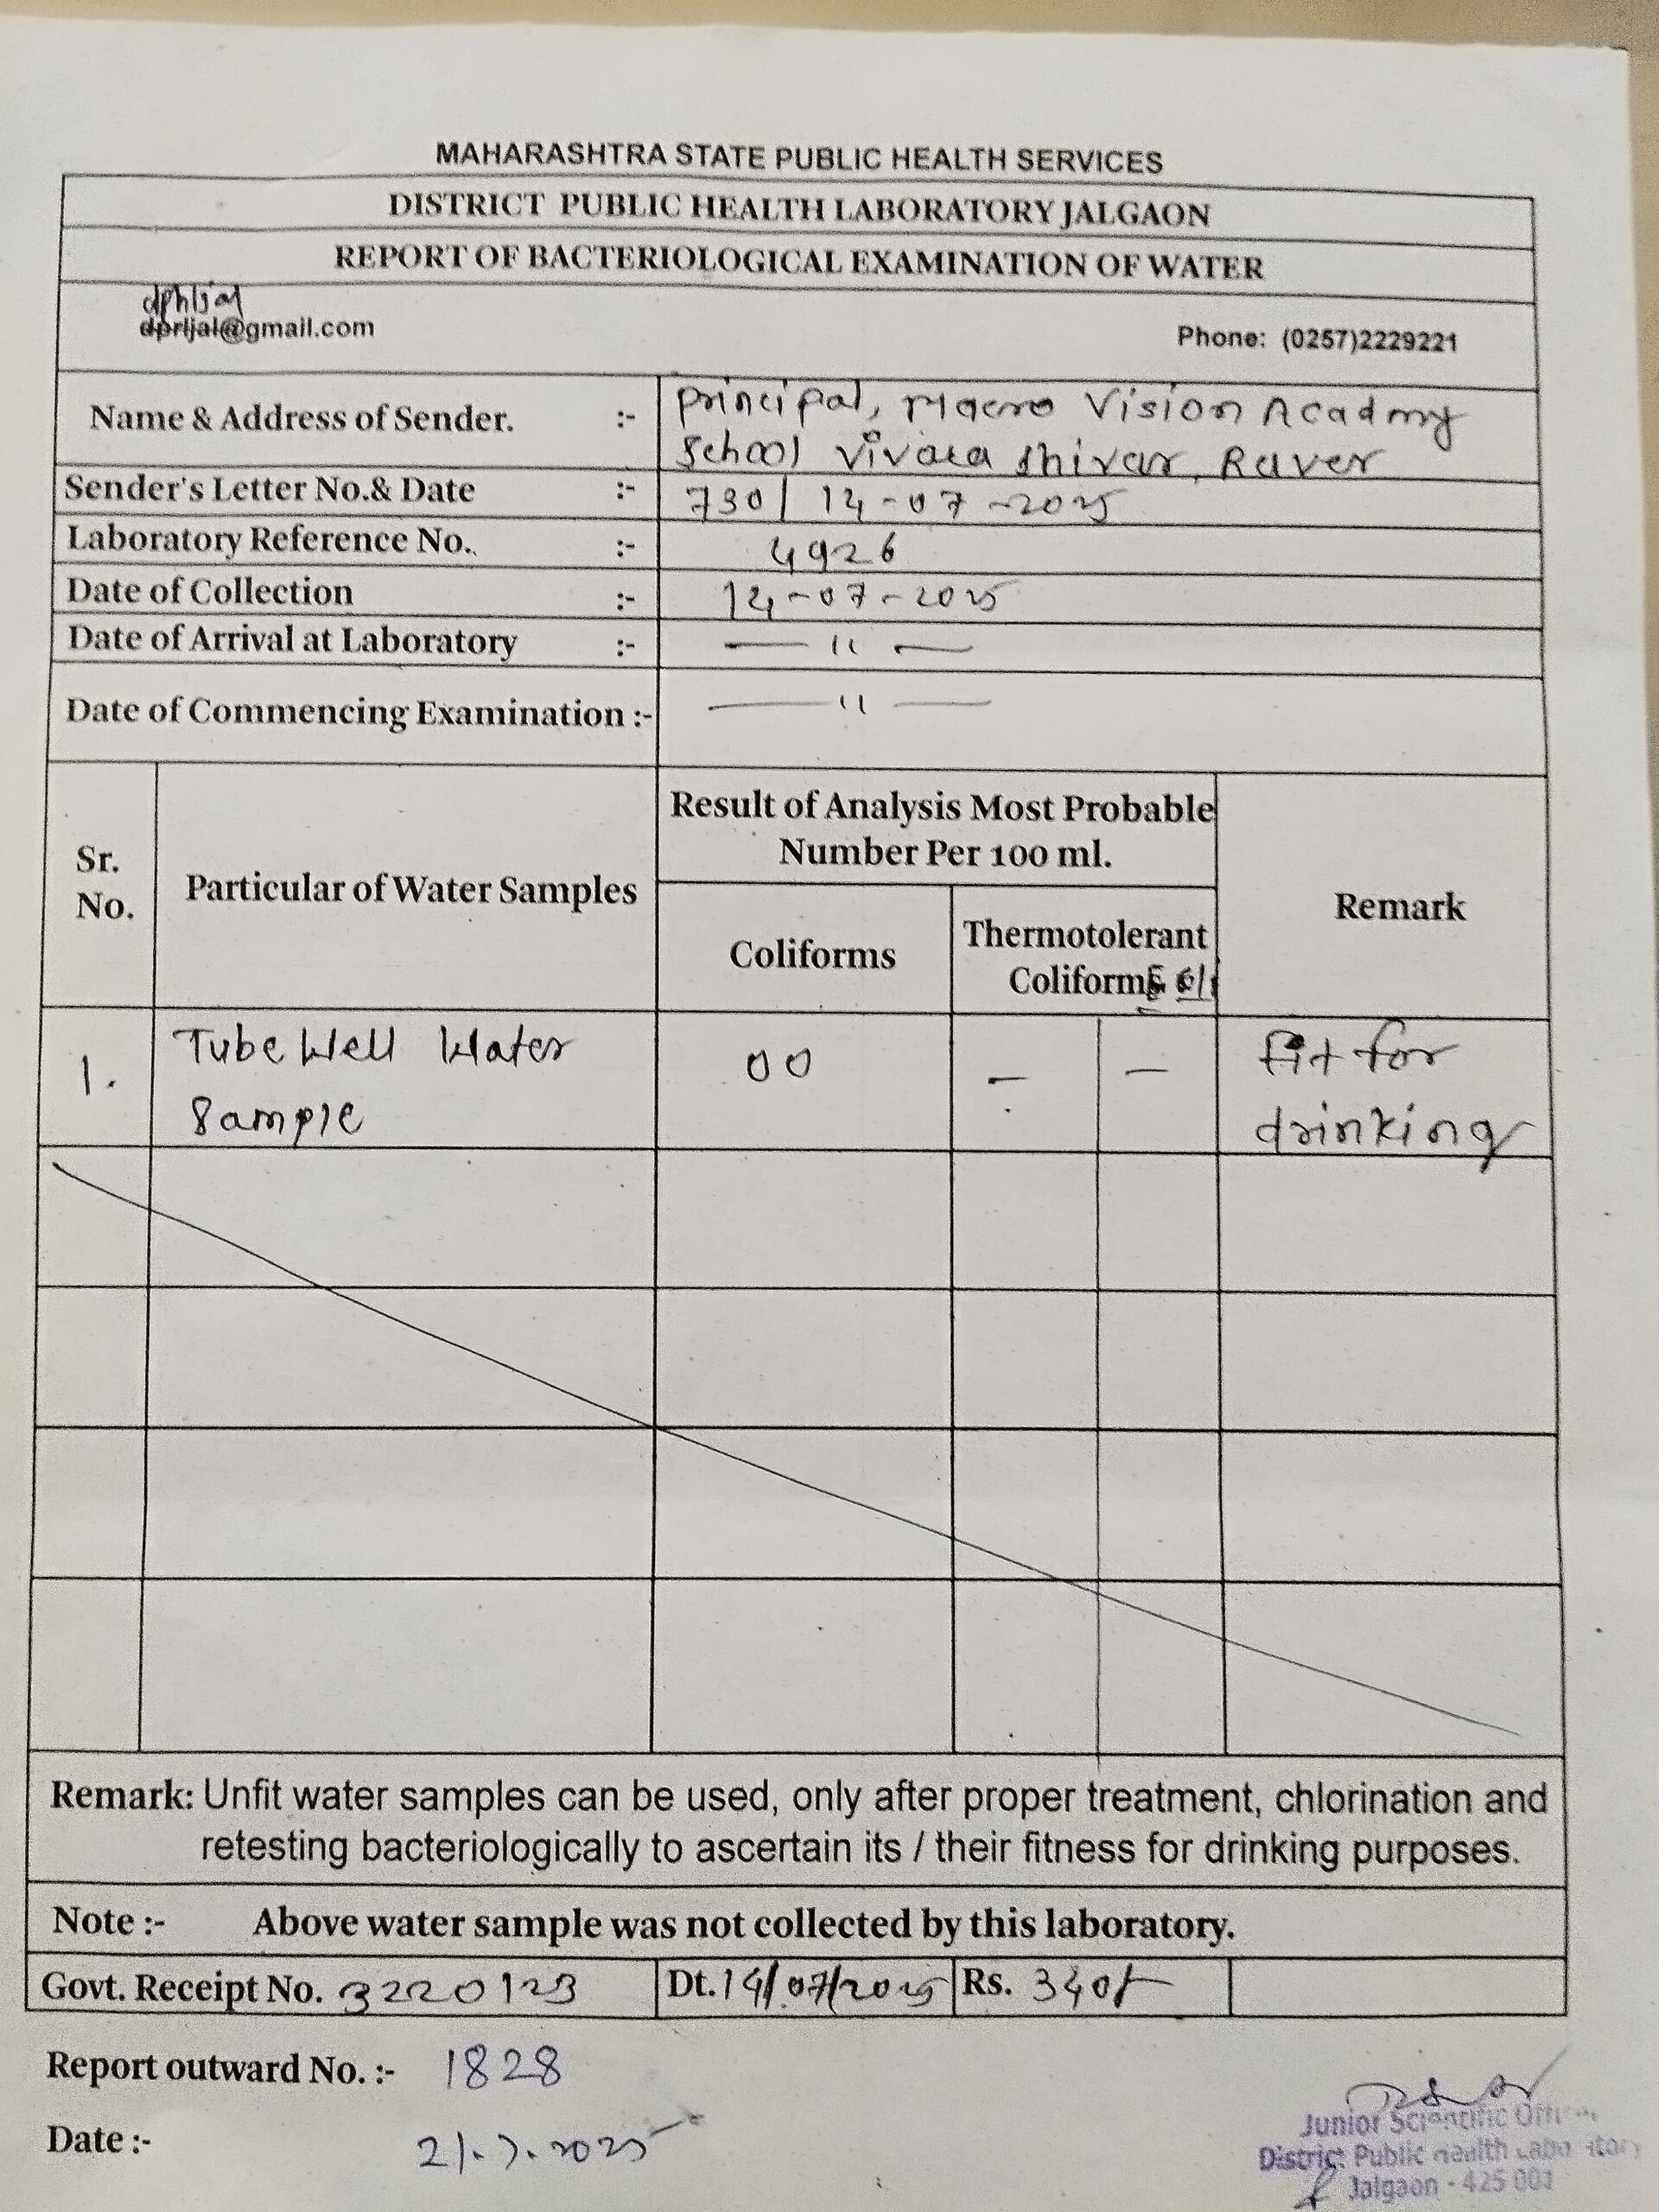 MAHARASHTRA STATE PUBLIC HEALTH SERVICES
DISTRICT PUBLIC HEALTH LABORATORY JALGAON
REPORT OF BACTERIOLOGICAL EXAMINATION OF WATER
dphljal
dprljal@gmail.com Phone: (0257)2229221
Name & Address of Sender. :- principal, Macro Vision Acadmy
School Vivara shivar, Raver
Sender's Letter No.& Date :- 730/ 14-07-2025
Laboratory Reference No. :- 4926
Date of Collection :- 14-07-2025
Date of Arrival at Laboratory :- — 11 —
Date of Commencing Examination :- — 11 —
Sr. No. Particular of Water Samples Result of Analysis Most Probable Number Per 100 ml. Remark
Coliforms Thermotolerant Coliforms
1. Tube Well Water 00 - - fit for
Sample drinking
Remark: Unfit water samples can be used, only after proper treatment, chlorination and
retesting bacteriologically to ascertain its / their fitness for drinking purposes.
Note :- Above water sample was not collected by this laboratory.
Govt. Receipt No. 3220123 Dt. 14/07/2025 Rs. 340/-
Report outward No. :- 1828
Date :- 21.7.2025
Junior Scientific Officer
District Public Health Laboratory
Jalgaon - 425 001